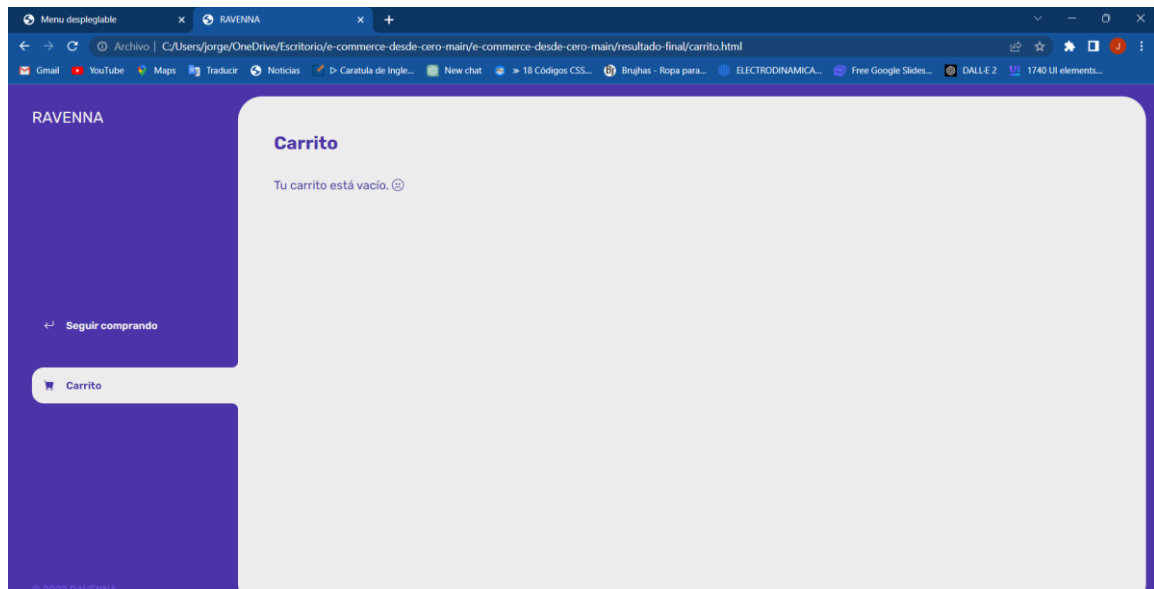 Menu despleglable
RAVENNA
Archivo | C:/Users/jorge/OneDrive/Escritorio/e-commerce-desde-cero-main/e-commerce-desde-cero-main/resultado-final/carrito.html
J
Gmail YouTube Maps Traducir Noticias ▷ Caratula de Ingle... New chat » 18 Códigos CSS... Brujhas - Ropa para... ELECTRODINAMICA... Free Google Slides... DALL·E 2 1740 UI elements...
RAVENNA
Carrito
Tu carrito está vacío.
Seguir comprando
Carrito
© 2022 RAVENNA